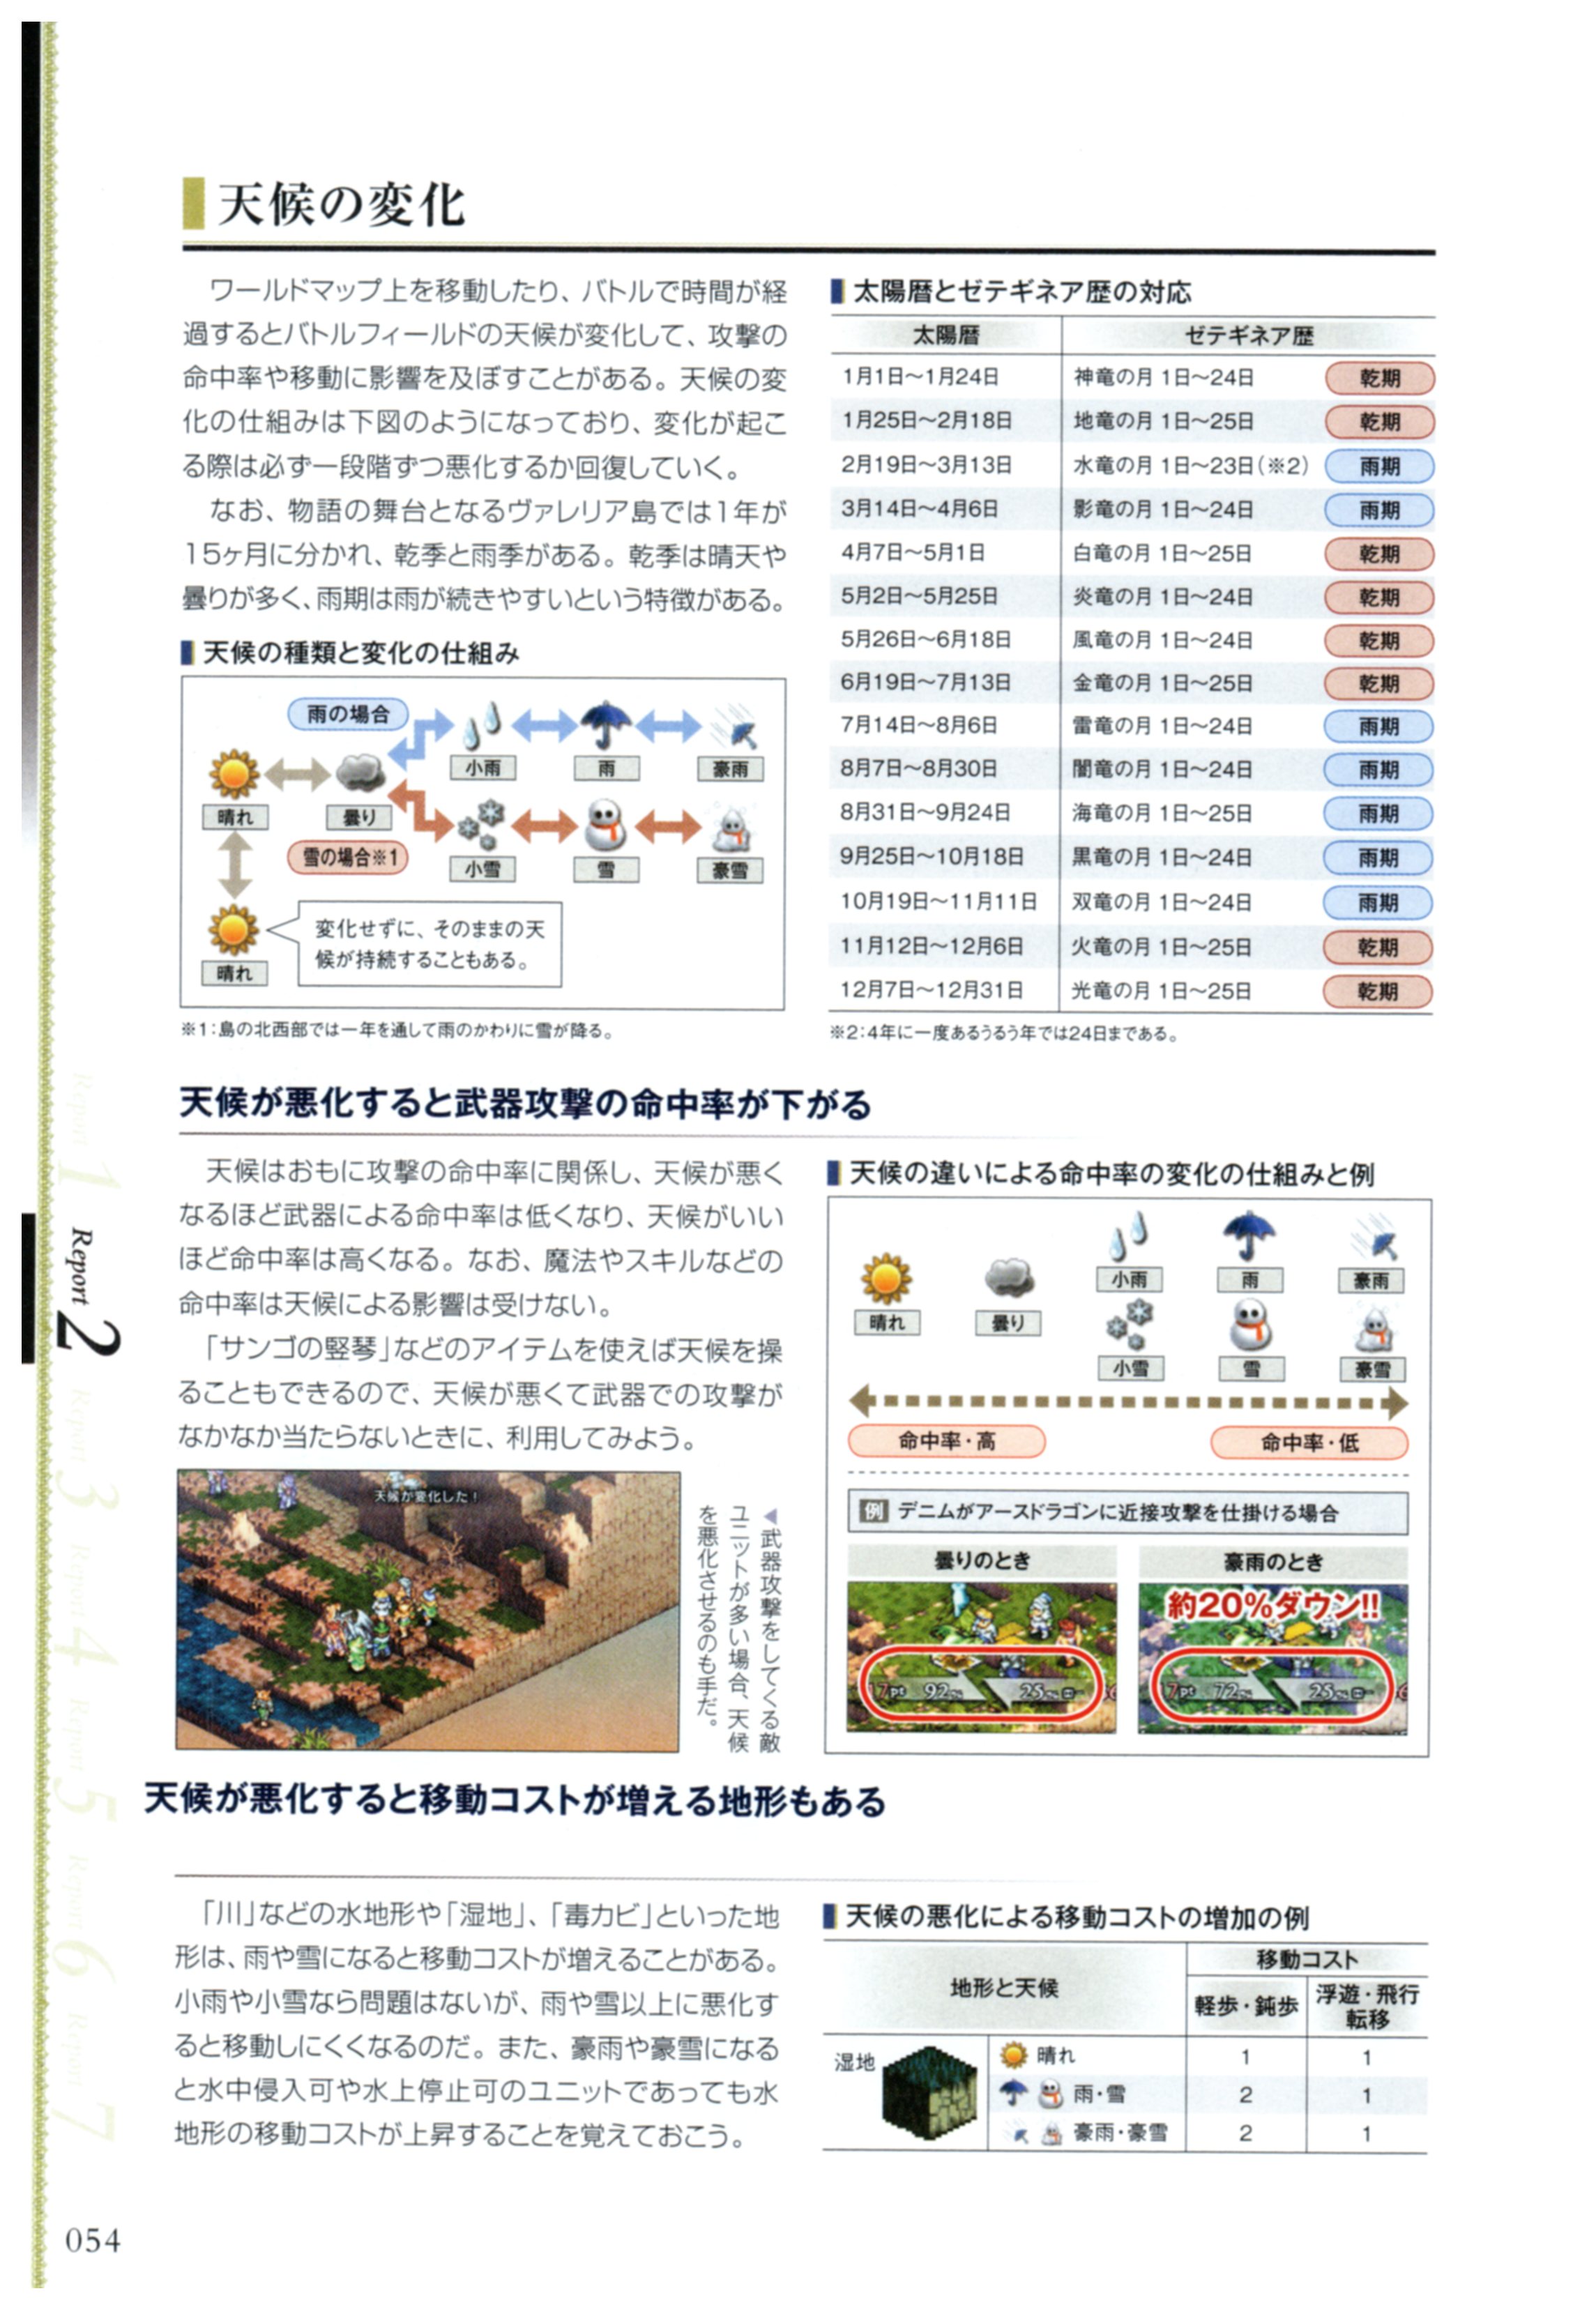 天候の変化
ワールドマップ上を移動したり、バトルで時間が経
過するとバトルフィールドの天候が変化して、攻撃の
命中率や移動に影響を及ぼすことがある。天候の変
化の仕組みは下図のようになっており、変化が起こ
る際は必ず一段階ずつ悪化するか回復していく。
なお、物語の舞台となるヴァレリア島では1年が
15ヶ月に分かれ、乾季と雨季がある。乾季は晴天や
曇りが多く、雨期は雨が続きやすいという特徴がある。
天候の種類と変化の仕組み
雨の場合
小雨
雨
豪雨
晴れ
曇り
雪の場合※1
小雪
雪
豪雪
晴れ
変化せずに、そのままの天
候が持続することもある。
※1：島の北西部では一年を通して雨のかわりに雪が降る。
太陽暦とゼテギネア歴の対応
太陽暦 ゼテギネア歴
1月1日～1月24日 神竜の月 1日～24日 乾期
1月25日～2月18日 地竜の月 1日～25日 乾期
2月19日～3月13日 水竜の月 1日～23日(※2) 雨期
3月14日～4月6日 影竜の月 1日～24日 雨期
4月7日～5月1日 白竜の月 1日～25日 乾期
5月2日～5月25日 炎竜の月 1日～24日 乾期
5月26日～6月18日 風竜の月 1日～24日 乾期
6月19日～7月13日 金竜の月 1日～25日 乾期
7月14日～8月6日 雷竜の月 1日～24日 雨期
8月7日～8月30日 闇竜の月 1日～24日 雨期
8月31日～9月24日 海竜の月 1日～25日 雨期
9月25日～10月18日 黒竜の月 1日～24日 雨期
10月19日～11月11日 双竜の月 1日～24日 雨期
11月12日～12月6日 火竜の月 1日～25日 乾期
12月7日～12月31日 光竜の月 1日～25日 乾期
※2：4年に一度あるうるう年では24日まである。
天候が悪化すると武器攻撃の命中率が下がる
天候はおもに攻撃の命中率に関係し、天候が悪く
なるほど武器による命中率は低くなり、天候がいい
ほど命中率は高くなる。なお、魔法やスキルなどの
命中率は天候による影響は受けない。
「サンゴの竪琴」などのアイテムを使えば天候を操
ることもできるので、天候が悪くて武器での攻撃が
なかなか当たらないときに、利用してみよう。
天候が変化した！
◀武器攻撃をしてくる敵
ユニットが多い場合、天候
を悪化させるのも手だ。
天候の違いによる命中率の変化の仕組みと例
晴れ
曇り
小雨
雨
豪雨
小雪
雪
豪雪
命中率・高
命中率・低
例 デニムがアースドラゴンに近接攻撃を仕掛ける場合
曇りのとき
豪雨のとき
約20%ダウン!!
7pt 92% 25%
7pt 72% 25%
天候が悪化すると移動コストが増える地形もある
「川」などの水地形や「湿地」、「毒カビ」といった地
形は、雨や雪になると移動コストが増えることがある。
小雨や小雪なら問題はないが、雨や雪以上に悪化す
ると移動しにくくなるのだ。また、豪雨や豪雪になる
と水中侵入可や水上停止可のユニットであっても水
地形の移動コストが上昇することを覚えておこう。
天候の悪化による移動コストの増加の例
地形と天候 移動コスト
軽歩・鈍歩 浮遊・飛行
転移
湿地 晴れ 1 1
雨・雪 2 1
豪雨・豪雪 2 1
Report 1
Report 2
Report 3
Report 4
Report 5
Report 6
Report 7
054